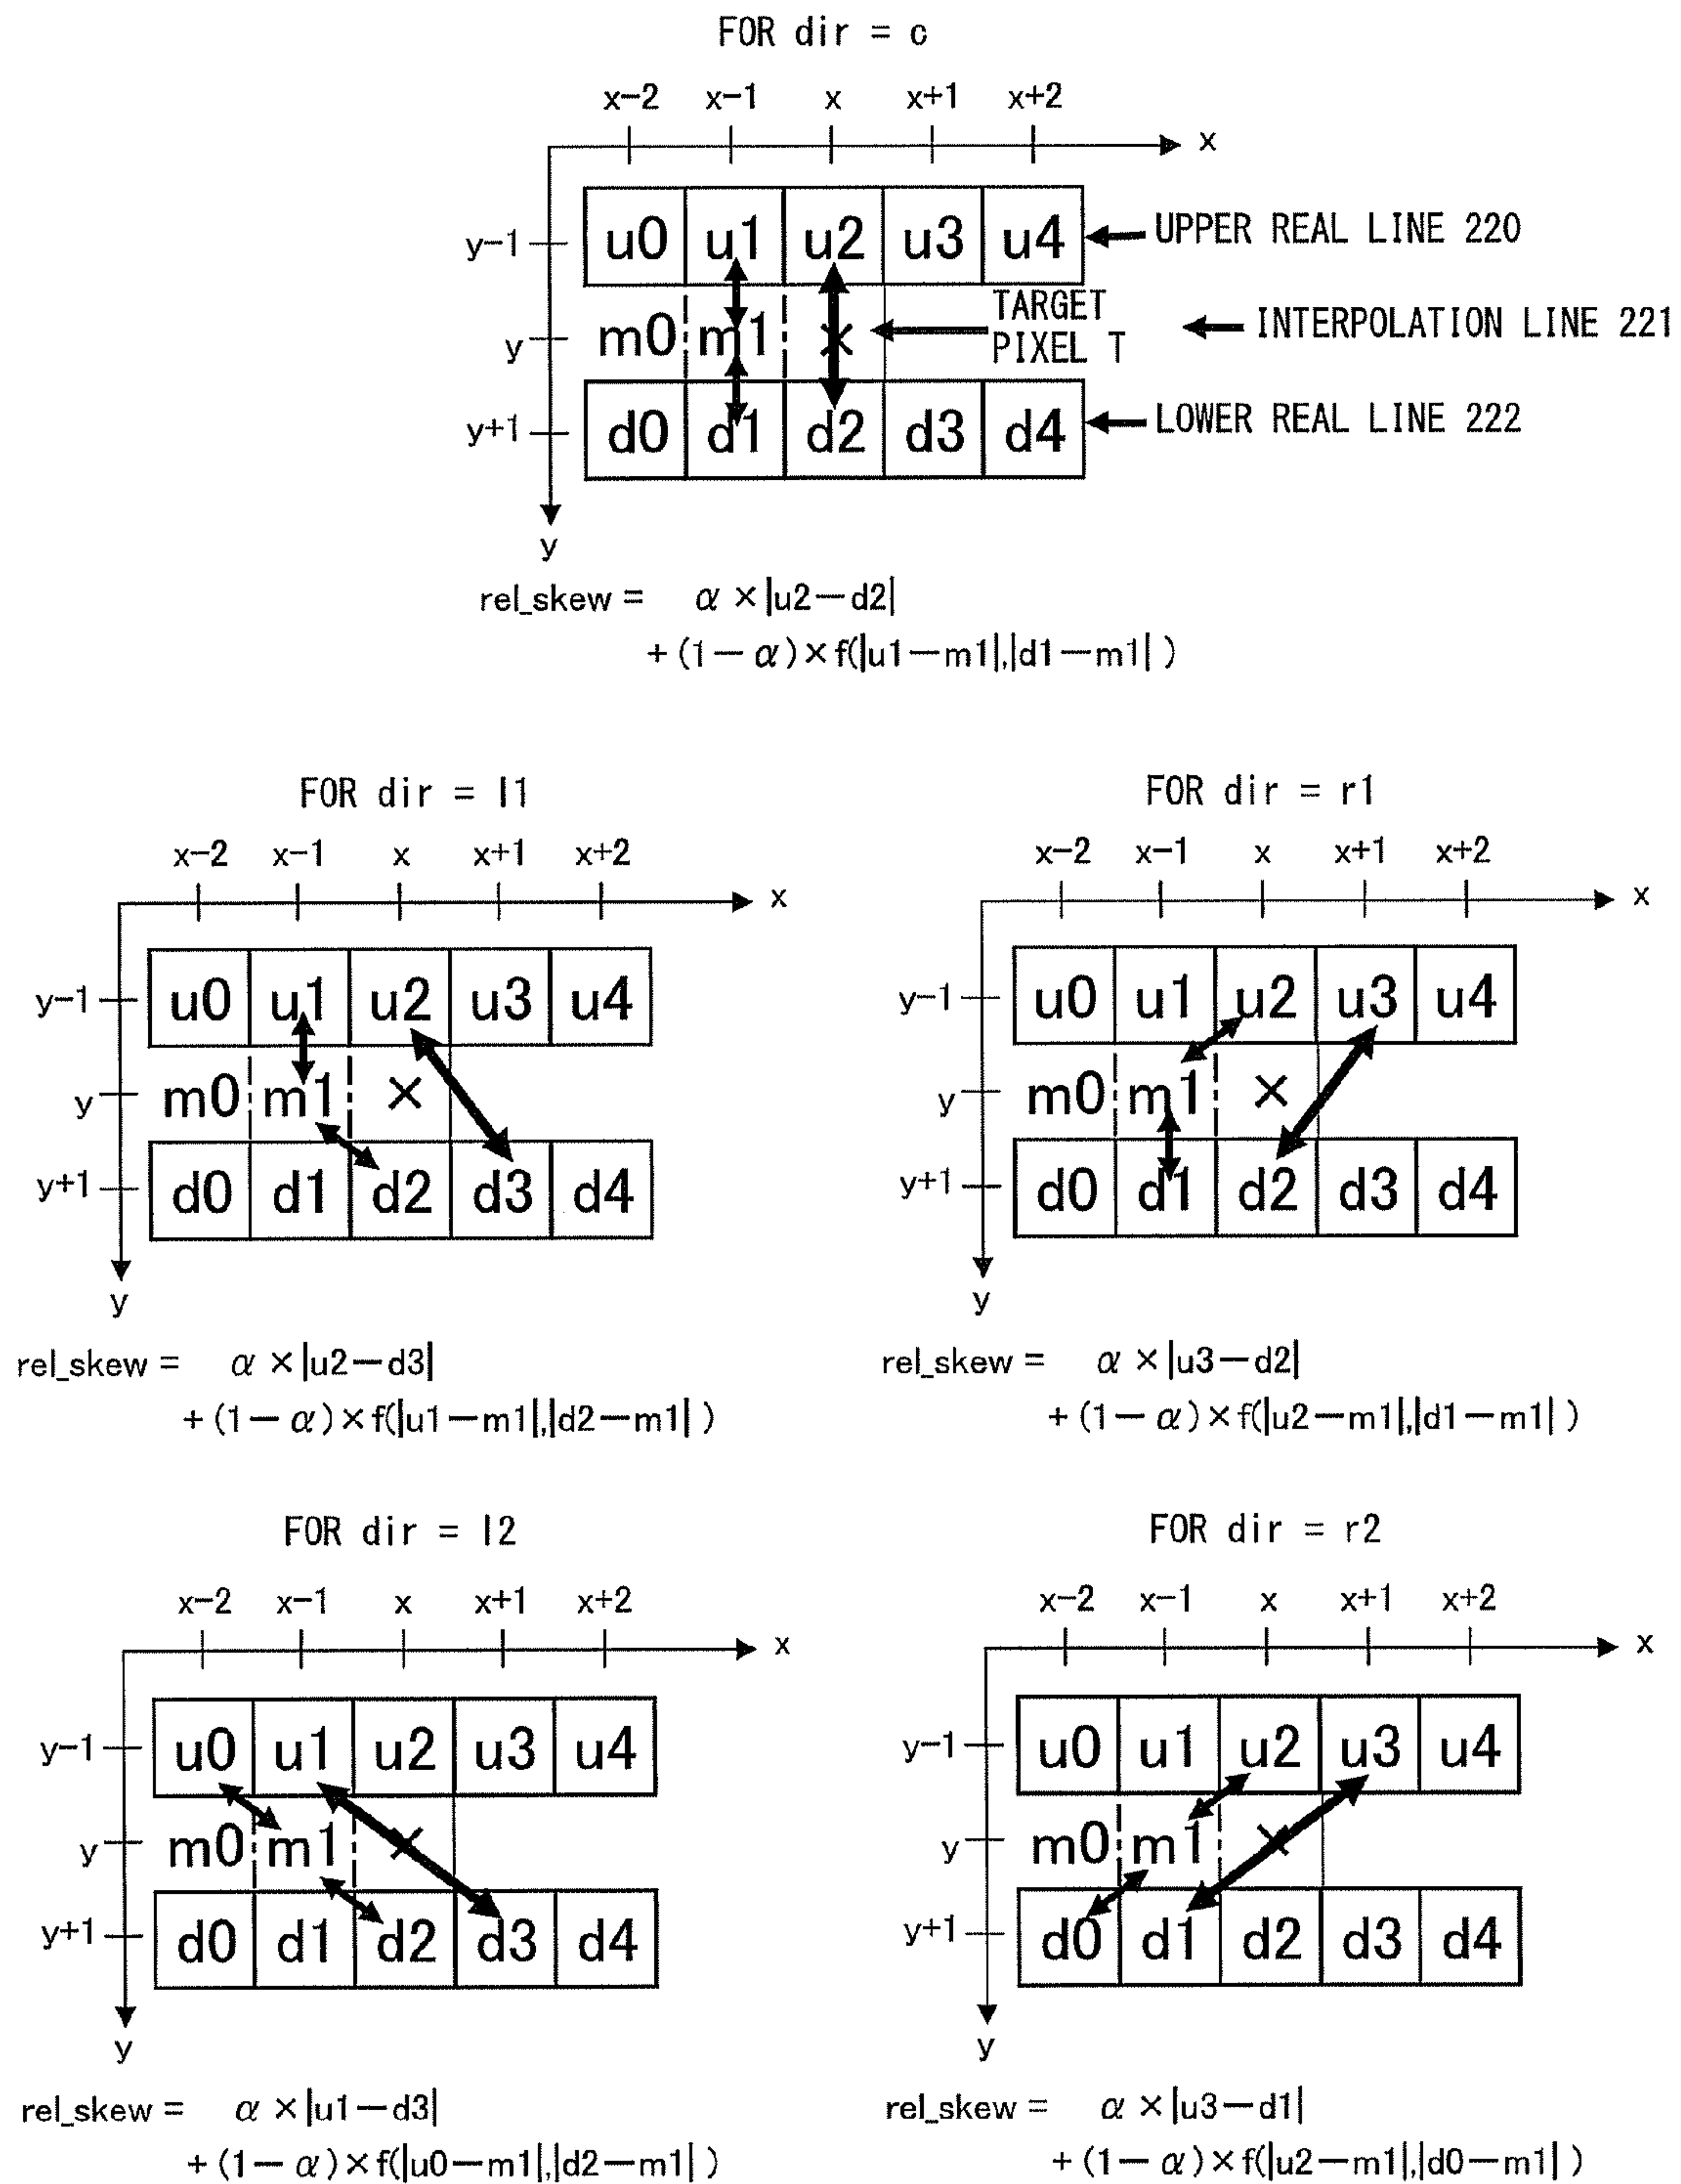 FOR dir = c
x-2 x-1 x x+1 x+2
x
y-1 u0 u1 u2 u3 u4 UPPER REAL LINE 220
y m0 m1 × TARGET PIXEL T INTERPOLATION LINE 221
y+1 d0 d1 d2 d3 d4 LOWER REAL LINE 222
y
rel_skew = α×|u2-d2|
+(1-α)×f(|u1-m1|,|d1-m1|)
FOR dir = l1
x-2 x-1 x x+1 x+2
x
y-1 u0 u1 u2 u3 u4
y m0 m1 ×
y+1 d0 d1 d2 d3 d4
y
rel_skew = α×|u2-d3|
+(1-α)×f(|u1-m1|,|d2-m1|)
FOR dir = r1
x-2 x-1 x x+1 x+2
x
y-1 u0 u1 u2 u3 u4
y m0 m1 ×
y+1 d0 d1 d2 d3 d4
y
rel_skew = α×|u3-d2|
+(1-α)×f(|u2-m1|,|d1-m1|)
FOR dir = l2
x-2 x-1 x x+1 x+2
x
y-1 u0 u1 u2 u3 u4
y m0 m1 ×
y+1 d0 d1 d2 d3 d4
y
rel_skew = α×|u1-d3|
+(1-α)×f(|u0-m1|,|d2-m1|)
FOR dir = r2
x-2 x-1 x x+1 x+2
x
y-1 u0 u1 u2 u3 u4
y m0 m1 ×
y+1 d0 d1 d2 d3 d4
y
rel_skew = α×|u3-d1|
+(1-α)×f(|u2-m1|,|d0-m1|)